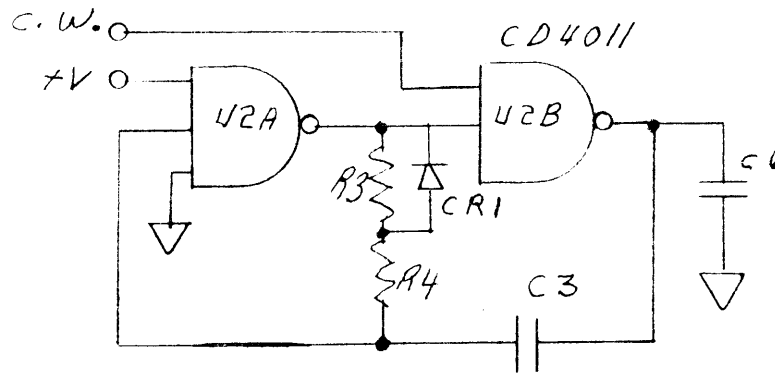 C.W.
CD4011
+V
U2A
U2B
R3
CR1
R4
C3